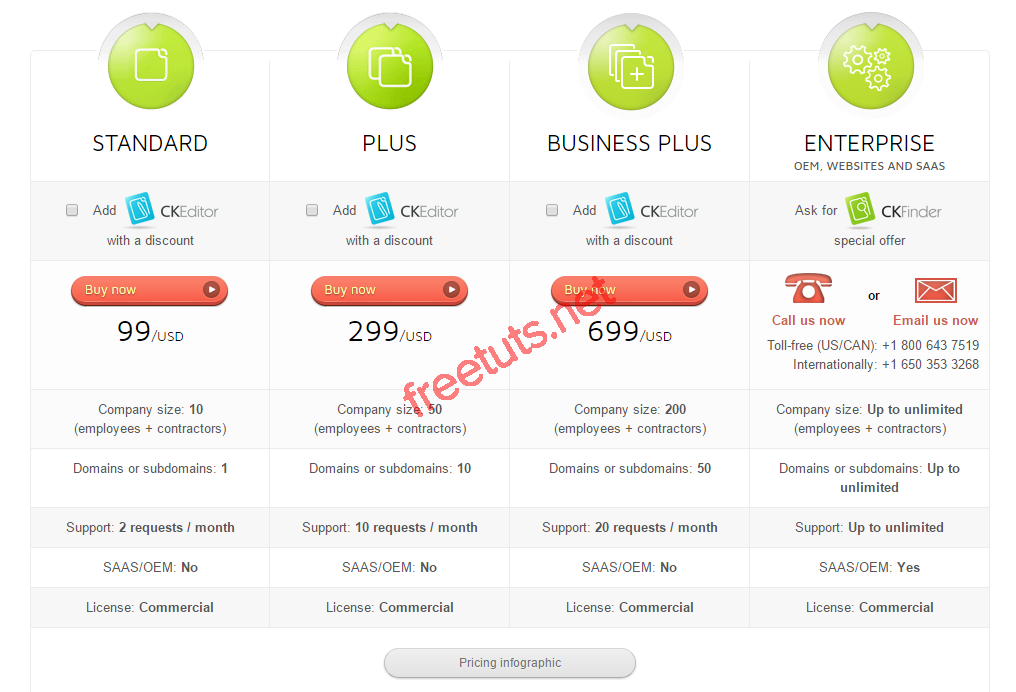 STANDARD
PLUS
BUSINESS PLUS
ENTERPRISE
OEM, WEBSITES AND SAAS
Add CKEditor
with a discount
Add CKEditor
with a discount
Add CKEditor
with a discount
Ask for CKFinder
special offer
Buy now
99/USD
Buy now
299/USD
Buy now
699/USD
or
Call us now
Email us now
Toll-free (US/CAN): +1 800 643 7519
Internationally: +1 650 353 3268
freetuts.net
Company size: 10
(employees + contractors)
Company size: 50
(employees + contractors)
Company size: 200
(employees + contractors)
Company size: Up to unlimited
(employees + contractors)
Domains or subdomains: 1
Domains or subdomains: 10
Domains or subdomains: 50
Domains or subdomains: Up to
unlimited
Support: 2 requests / month
Support: 10 requests / month
Support: 20 requests / month
Support: Up to unlimited
SAAS/OEM: No
SAAS/OEM: No
SAAS/OEM: No
SAAS/OEM: Yes
License: Commercial
License: Commercial
License: Commercial
License: Commercial
Pricing infographic